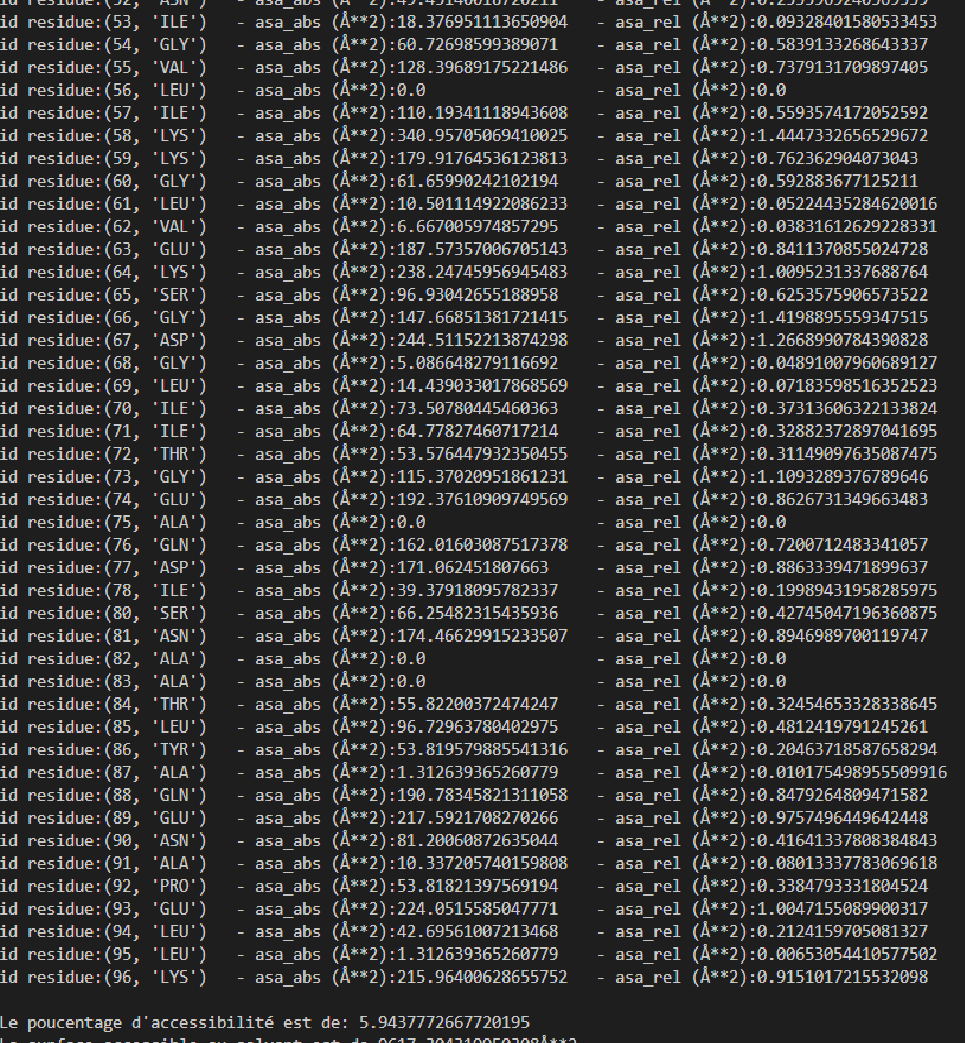 id residue:(53, 'ILE') - asa_abs (Å**2):18.376951113650904 - asa_rel (Å**2):0.09328401580533453
id residue:(54, 'GLY') - asa_abs (Å**2):60.72698599389071 - asa_rel (Å**2):0.5839133268643337
id residue:(55, 'VAL') - asa_abs (Å**2):128.39689175221486 - asa_rel (Å**2):0.7379131709897405
id residue:(56, 'LEU') - asa_abs (Å**2):0.0 - asa_rel (Å**2):0.0
id residue:(57, 'ILE') - asa_abs (Å**2):110.19341118943608 - asa_rel (Å**2):0.5593574172052592
id residue:(58, 'LYS') - asa_abs (Å**2):340.95705069410025 - asa_rel (Å**2):1.4447332656529672
id residue:(59, 'LYS') - asa_abs (Å**2):179.91764536123813 - asa_rel (Å**2):0.762362904073043
id residue:(60, 'GLY') - asa_abs (Å**2):61.65990242102194 - asa_rel (Å**2):0.592883677125211
id residue:(61, 'LEU') - asa_abs (Å**2):10.501114922086233 - asa_rel (Å**2):0.05224435284620016
id residue:(62, 'VAL') - asa_abs (Å**2):6.667005974857295 - asa_rel (Å**2):0.03831612629228331
id residue:(63, 'GLU') - asa_abs (Å**2):187.57357006705143 - asa_rel (Å**2):0.8411370855024728
id residue:(64, 'LYS') - asa_abs (Å**2):238.24745956945483 - asa_rel (Å**2):1.0095231337688764
id residue:(65, 'SER') - asa_abs (Å**2):96.93042655188958 - asa_rel (Å**2):0.6253575906573522
id residue:(66, 'GLY') - asa_abs (Å**2):147.66851381721415 - asa_rel (Å**2):1.4198895559347515
id residue:(67, 'ASP') - asa_abs (Å**2):244.51152213874298 - asa_rel (Å**2):1.2668990784390828
id residue:(68, 'GLY') - asa_abs (Å**2):5.086648279116692 - asa_rel (Å**2):0.04891007960689127
id residue:(69, 'LEU') - asa_abs (Å**2):14.439033017868569 - asa_rel (Å**2):0.07183598516352523
id residue:(70, 'ILE') - asa_abs (Å**2):73.50780445460363 - asa_rel (Å**2):0.37313606322133824
id residue:(71, 'ILE') - asa_abs (Å**2):64.77827460717214 - asa_rel (Å**2):0.32882372897041695
id residue:(72, 'THR') - asa_abs (Å**2):53.576447932350455 - asa_rel (Å**2):0.31149097635087475
id residue:(73, 'GLY') - asa_abs (Å**2):115.37020951861231 - asa_rel (Å**2):1.1093289376789646
id residue:(74, 'GLU') - asa_abs (Å**2):192.37610909749569 - asa_rel (Å**2):0.8626731349663483
id residue:(75, 'ALA') - asa_abs (Å**2):0.0 - asa_rel (Å**2):0.0
id residue:(76, 'GLN') - asa_abs (Å**2):162.01603087517378 - asa_rel (Å**2):0.7200712483341057
id residue:(77, 'ASP') - asa_abs (Å**2):171.062451807663 - asa_rel (Å**2):0.8863339471899637
id residue:(78, 'ILE') - asa_abs (Å**2):39.37918095782337 - asa_rel (Å**2):0.19989431958285975
id residue:(80, 'SER') - asa_abs (Å**2):66.25482315435936 - asa_rel (Å**2):0.42745047196360875
id residue:(81, 'ASN') - asa_abs (Å**2):174.46629915233507 - asa_rel (Å**2):0.8946989700119747
id residue:(82, 'ALA') - asa_abs (Å**2):0.0 - asa_rel (Å**2):0.0
id residue:(83, 'ALA') - asa_abs (Å**2):0.0 - asa_rel (Å**2):0.0
id residue:(84, 'THR') - asa_abs (Å**2):55.82200372474247 - asa_rel (Å**2):0.32454653328338645
id residue:(85, 'LEU') - asa_abs (Å**2):96.72963780402975 - asa_rel (Å**2):0.4812419791245261
id residue:(86, 'TYR') - asa_abs (Å**2):53.819579885541316 - asa_rel (Å**2):0.20463718587658294
id residue:(87, 'ALA') - asa_abs (Å**2):1.312639365260779 - asa_rel (Å**2):0.010175498955509916
id residue:(88, 'GLN') - asa_abs (Å**2):190.78345821311058 - asa_rel (Å**2):0.8479264809471582
id residue:(89, 'GLU') - asa_abs (Å**2):217.5921708270266 - asa_rel (Å**2):0.9757496449642448
id residue:(90, 'ASN') - asa_abs (Å**2):81.20060872635044 - asa_rel (Å**2):0.41641337808384843
id residue:(91, 'ALA') - asa_abs (Å**2):10.337205740159808 - asa_rel (Å**2):0.08013337783069618
id residue:(92, 'PRO') - asa_abs (Å**2):53.81821397569194 - asa_rel (Å**2):0.3384793331804524
id residue:(93, 'GLU') - asa_abs (Å**2):224.0515585047771 - asa_rel (Å**2):1.0047155089900317
id residue:(94, 'LEU') - asa_abs (Å**2):42.69561007213468 - asa_rel (Å**2):0.2124159705081327
id residue:(95, 'LEU') - asa_abs (Å**2):1.312639365260779 - asa_rel (Å**2):0.00653054410577502
id residue:(96, 'LYS') - asa_abs (Å**2):215.96400628655752 - asa_rel (Å**2):0.9151017215532098
Le poucentage d'accessibilité est de: 5.9437772667720195